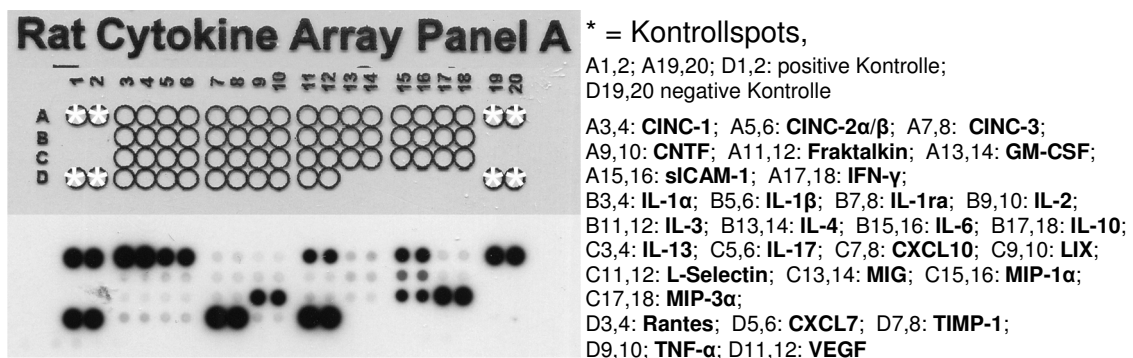 Rat Cytokine Array Panel A
1 2 3 4 5 6 7 8 9 10 11 12 13 14 15 16 17 18 19 20
A
B
C
D
* = Kontrollspots,
A1,2; A19,20; D1,2: positive Kontrolle;
D19,20 negative Kontrolle
A3,4: CINC-1; A5,6: CINC-2α/β; A7,8: CINC-3;
A9,10: CNTF; A11,12: Fraktalkin; A13,14: GM-CSF;
A15,16: sICAM-1; A17,18: IFN-γ;
B3,4: IL-1α; B5,6: IL-1β; B7,8: IL-1ra; B9,10: IL-2;
B11,12: IL-3; B13,14: IL-4; B15,16: IL-6; B17,18: IL-10;
C3,4: IL-13; C5,6: IL-17; C7,8: CXCL10; C9,10: LIX;
C11,12: L-Selectin; C13,14: MIG; C15,16: MIP-1α;
C17,18: MIP-3α;
D3,4: Rantes; D5,6: CXCL7; D7,8: TIMP-1;
D9,10; TNF-α; D11,12: VEGF